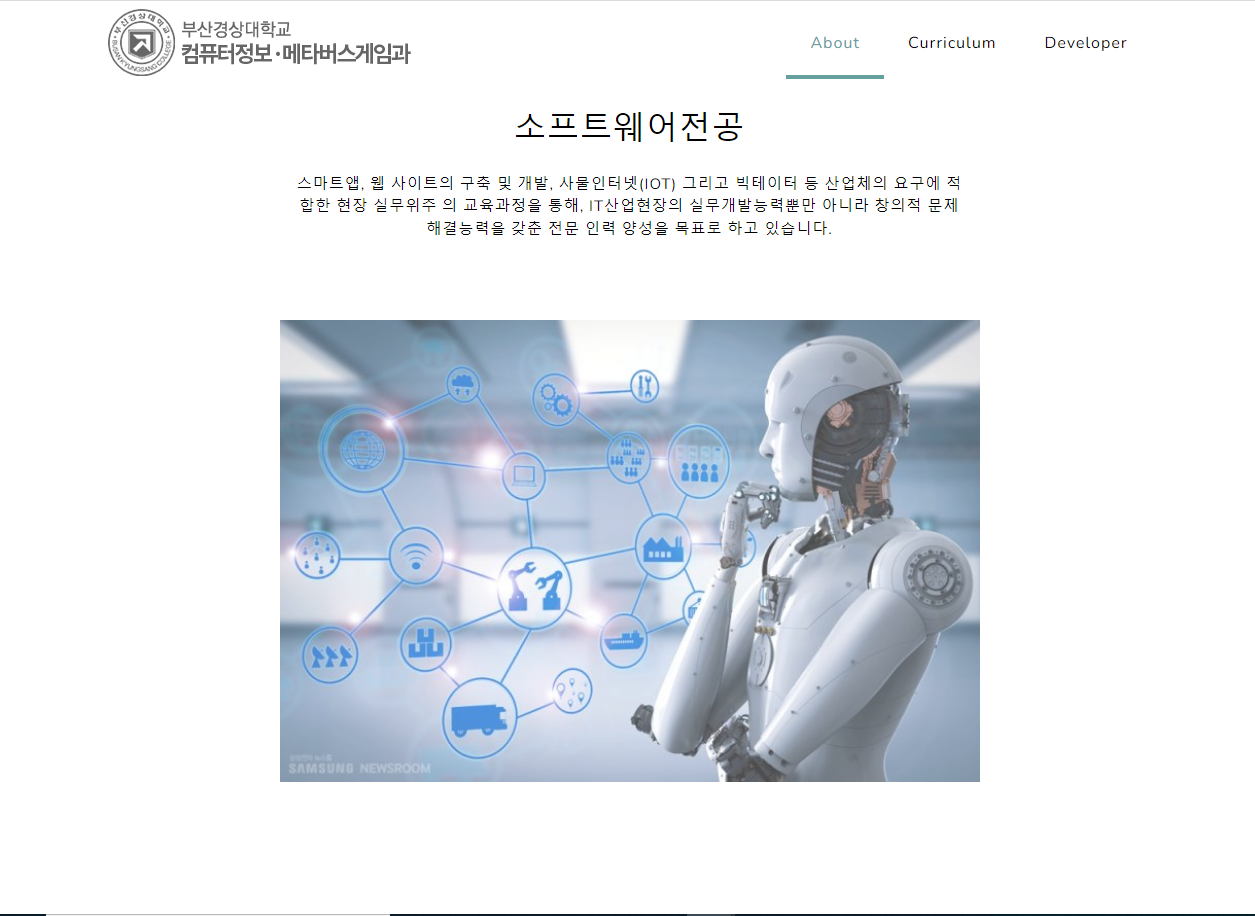 부산경상대학교
컴퓨터정보·메타버스게임과
About
Curriculum
Developer
소프트웨어전공
스마트앱, 웹 사이트의 구축 및 개발, 사물인터넷(IOT) 그리고 빅테이터 등 산업체의 요구에 적
합한 현장 실무위주 의 교육과정을 통해, IT산업현장의 실무개발능력뿐만 아니라 창의적 문제
해결능력을 갖춘 전문 인력 양성을 목표로 하고 있습니다.
SAMSUNG NEWSROOM